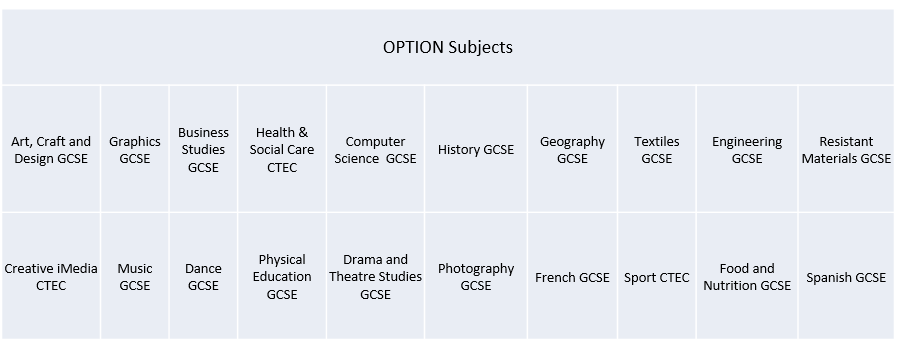 OPTION Subjects
Art, Craft and
Design GCSE
Graphics
GCSE
Business
Studies
GCSE
Health &
Social Care
CTEC
Computer
Science GCSE
History GCSE
Geography
GCSE
Textiles
GCSE
Engineering
GCSE
Resistant
Materials GCSE
Creative iMedia
CTEC
Music
GCSE
Dance
GCSE
Physical
Education
GCSE
Drama and
Theatre Studies
GCSE
Photography
GCSE
French GCSE
Sport CTEC
Food and
Nutrition GCSE
Spanish GCSE